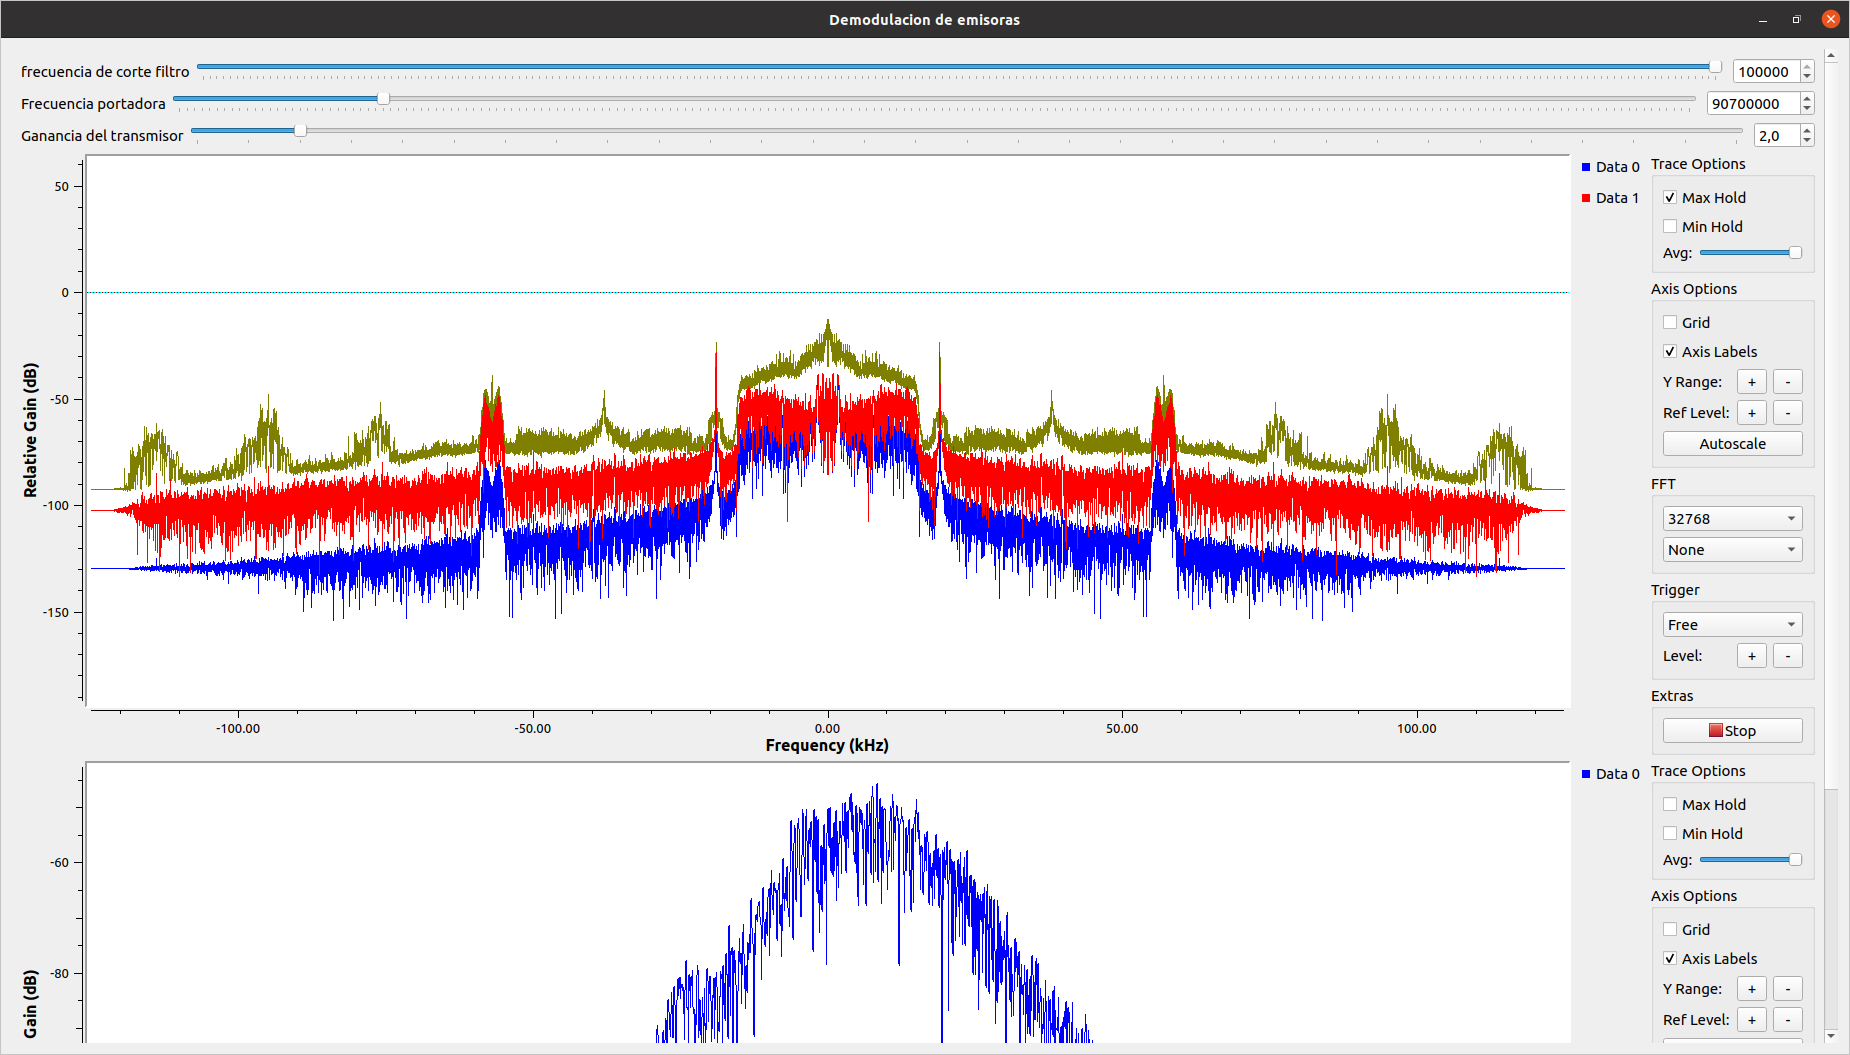 Demodulacion de emisoras
frecuencia de corte filtro 100000
Frecuencia portadora 90700000
Ganancia del transmisor 2,0
50
0
-50
-100
-150
Relative Gain (dB)
-100.00 -50.00 0.00 50.00 100.00
Frequency (kHz)
Data 0
Data 1
Trace Options
Max Hold
Min Hold
Avg:
Axis Options
Grid
Axis Labels
Y Range: + -
Ref Level: + -
Autoscale
FFT
32768
None
Trigger
Free
Level: + -
Extras
Stop
-60
-80
Gain (dB)
Data 0
Trace Options
Max Hold
Min Hold
Avg:
Axis Options
Grid
Axis Labels
Y Range: + -
Ref Level: + -